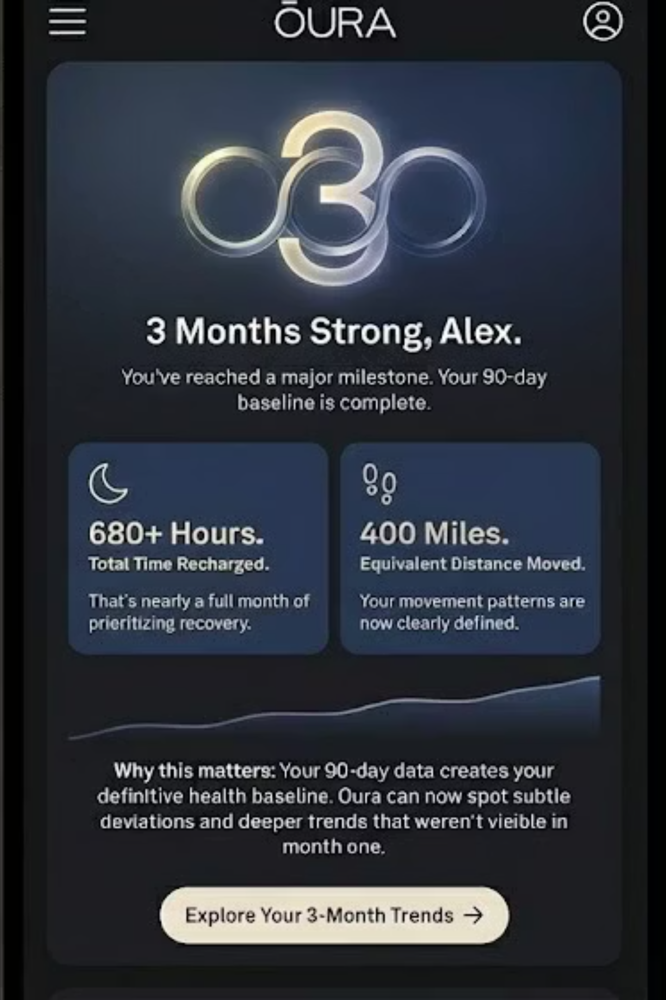 ŌURA
3
3 Months Strong, Alex.
You've reached a major milestone. Your 90-day
baseline is complete.
680+ Hours.
Total Time Recharged.
That's nearly a full month of
prieritizing recovery.
400 Miles.
Equivalent Distance Moved.
Your movement patterns are
now clearly defined.
Why this matters: Your 90-day data creates your
definitive health baseline. Oura can now spot subtle
deviations and deeper trends that weren't vieible in
month one.
Explore Your 3-Month Trends →